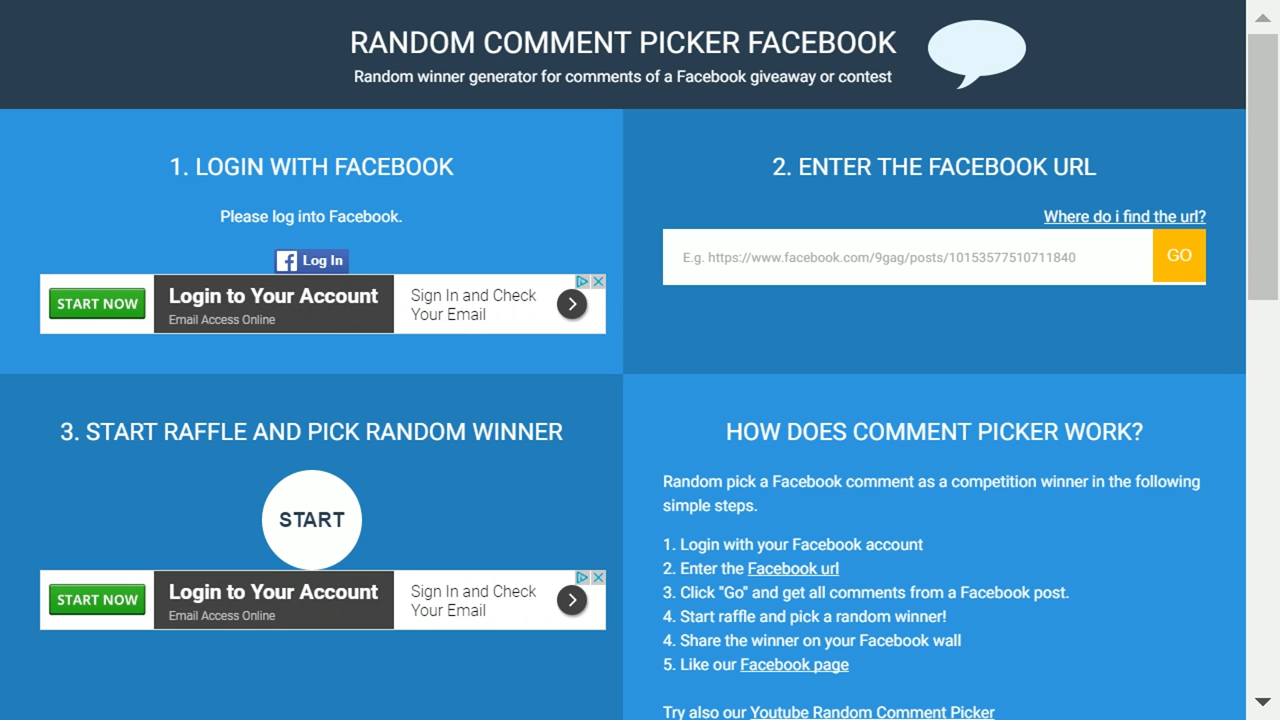 RANDOM COMMENT PICKER FACEBOOK
Random winner generator for comments of a Facebook giveaway or contest
1. LOGIN WITH FACEBOOK
Please log into Facebook.
Log In
START NOW
Login to Your Account
Email Access Online
Sign In and Check
Your Email
2. ENTER THE FACEBOOK URL
Where do i find the url?
E.g. https://www.facebook.com/9gag/posts/10153577510711840
GO
3. START RAFFLE AND PICK RANDOM WINNER
START
START NOW
Login to Your Account
Email Access Online
Sign In and Check
Your Email
HOW DOES COMMENT PICKER WORK?
Random pick a Facebook comment as a competition winner in the following
simple steps.
1. Login with your Facebook account
2. Enter the Facebook url
3. Click "Go" and get all comments from a Facebook post.
4. Start raffle and pick a random winner!
4. Share the winner on your Facebook wall
5. Like our Facebook page
Try also our Youtube Random Comment Picker